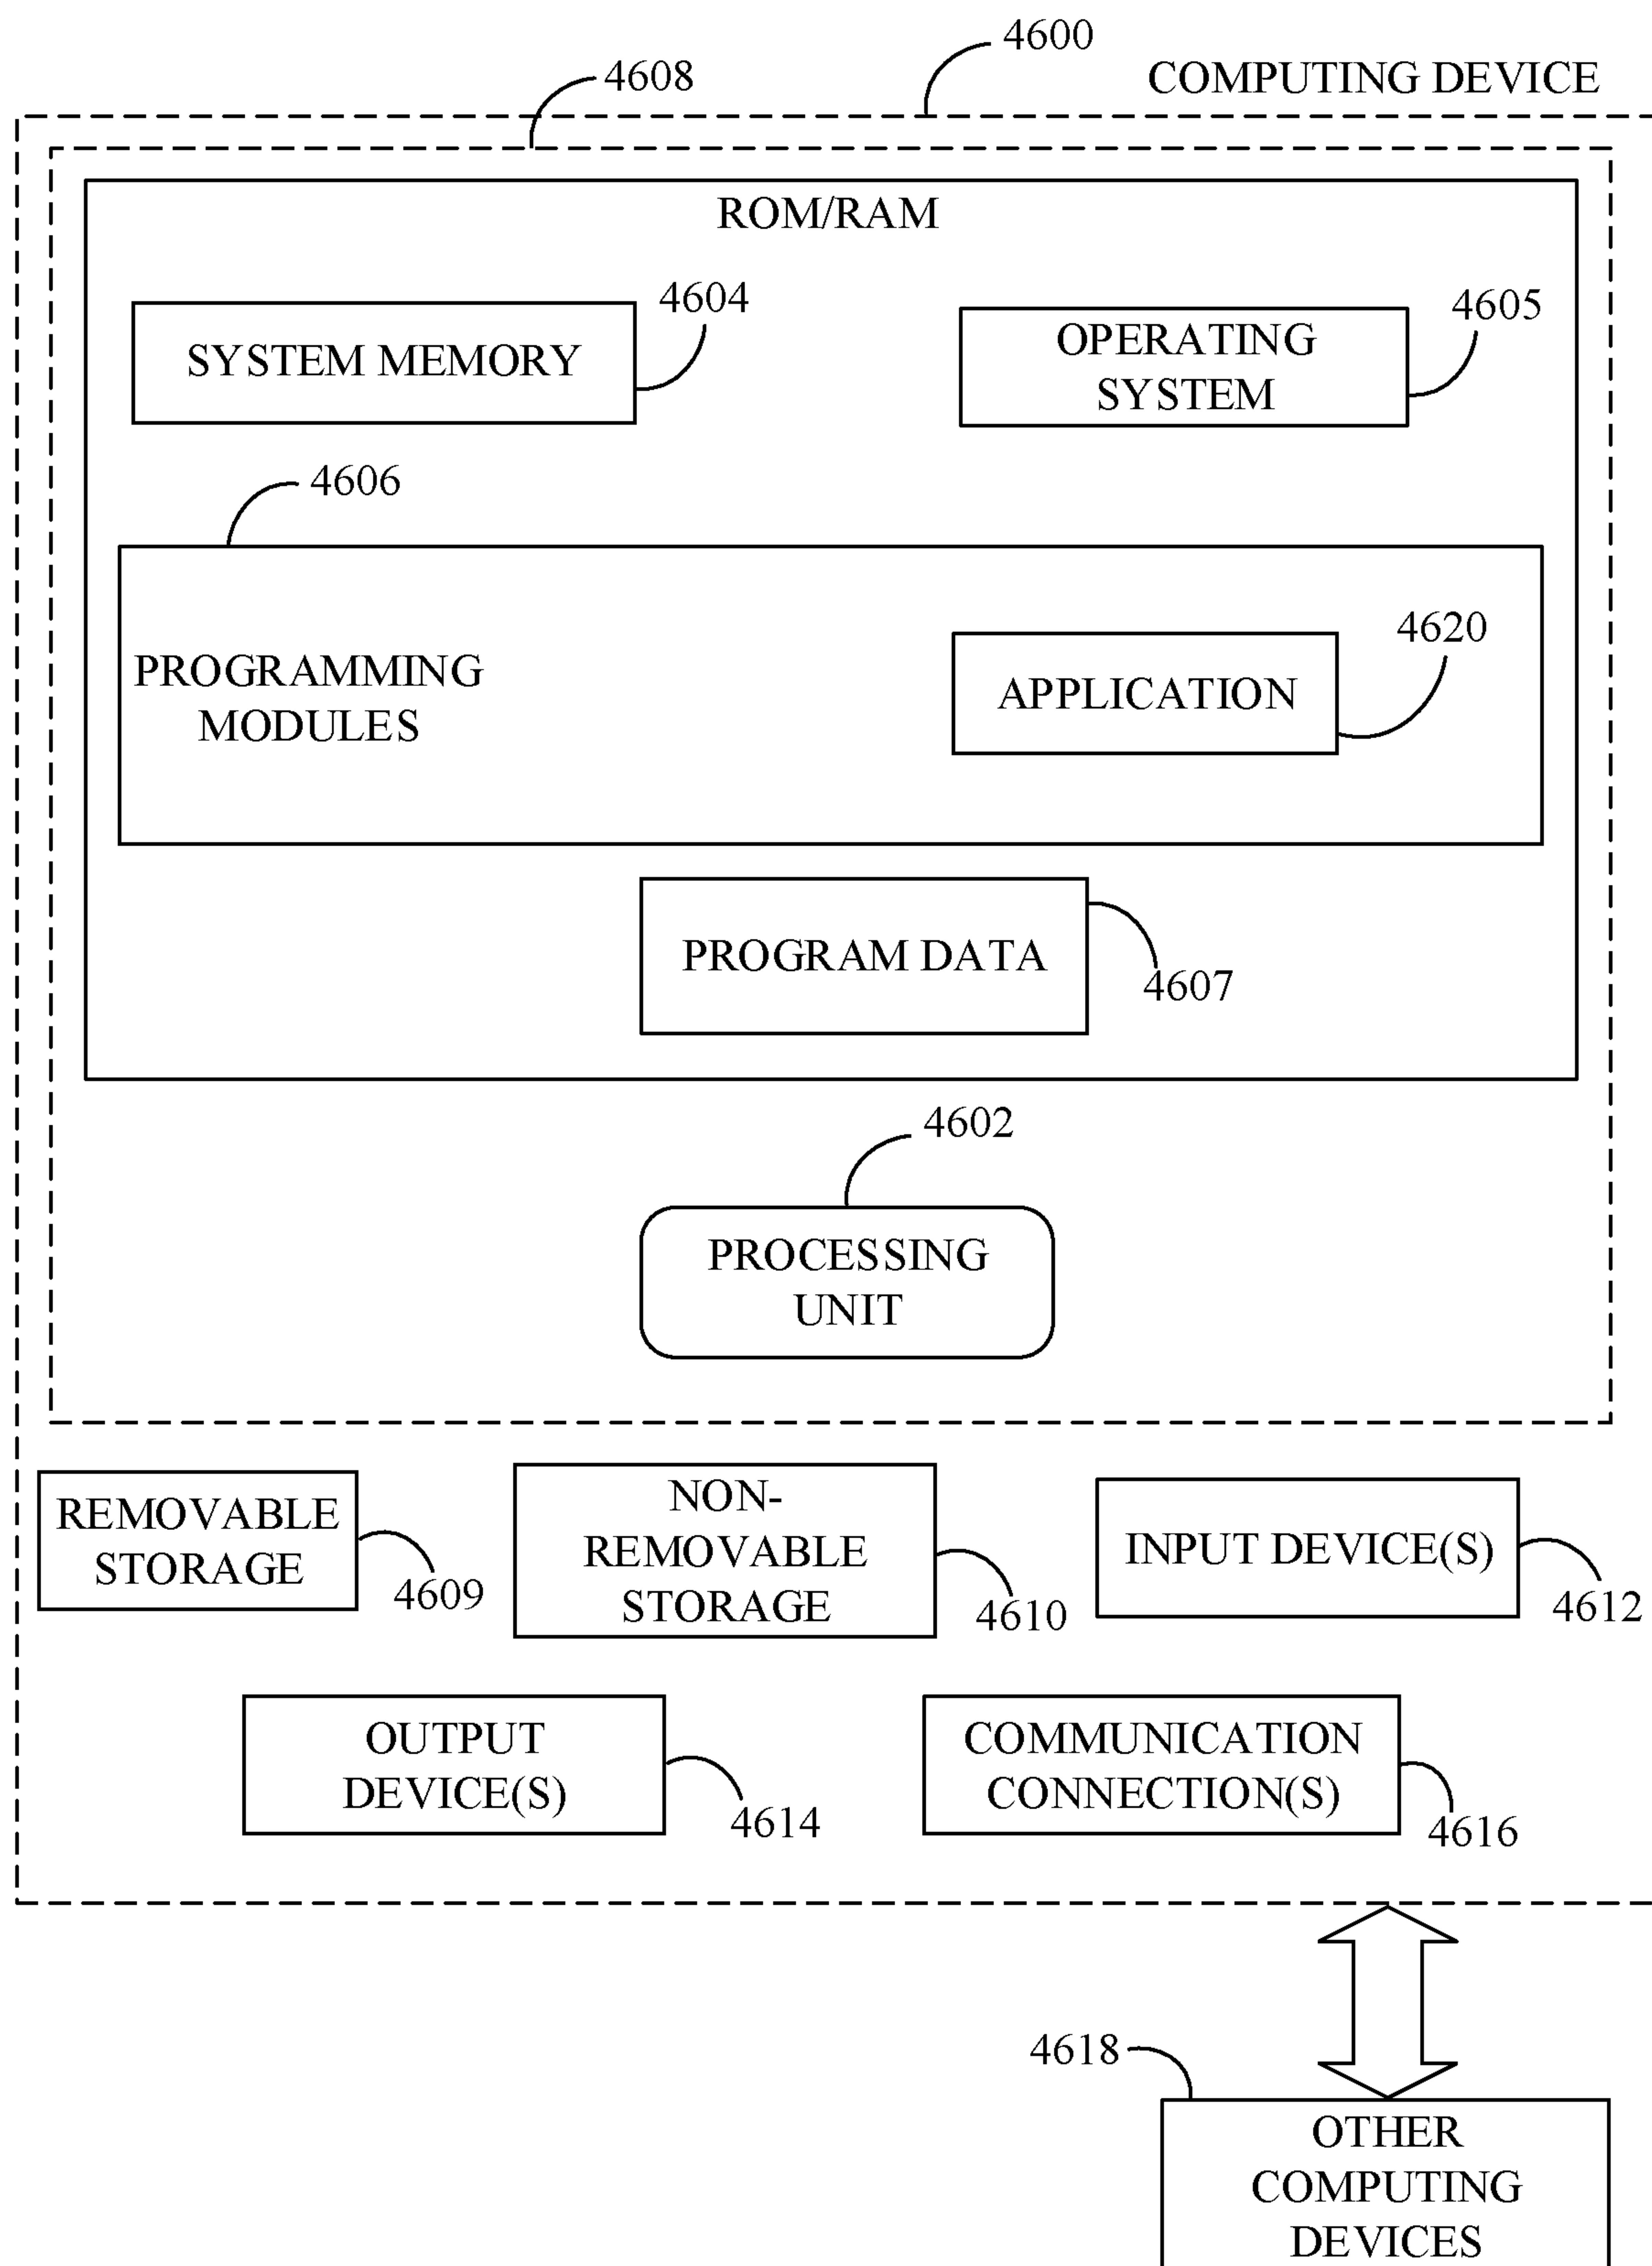 4600
4608
COMPUTING DEVICE
ROM/RAM
4604
4605
SYSTEM MEMORY
OPERATING
SYSTEM
4606
4620
PROGRAMMING
MODULES
APPLICATION
PROGRAM DATA
4607
4602
PROCESSING
UNIT
REMOVABLE
STORAGE
4609
NON-
REMOVABLE
STORAGE
4610
INPUT DEVICE(S)
4612
OUTPUT
DEVICE(S)
4614
COMMUNICATION
CONNECTION(S)
4616
4618
OTHER
COMPUTING
DEVICES